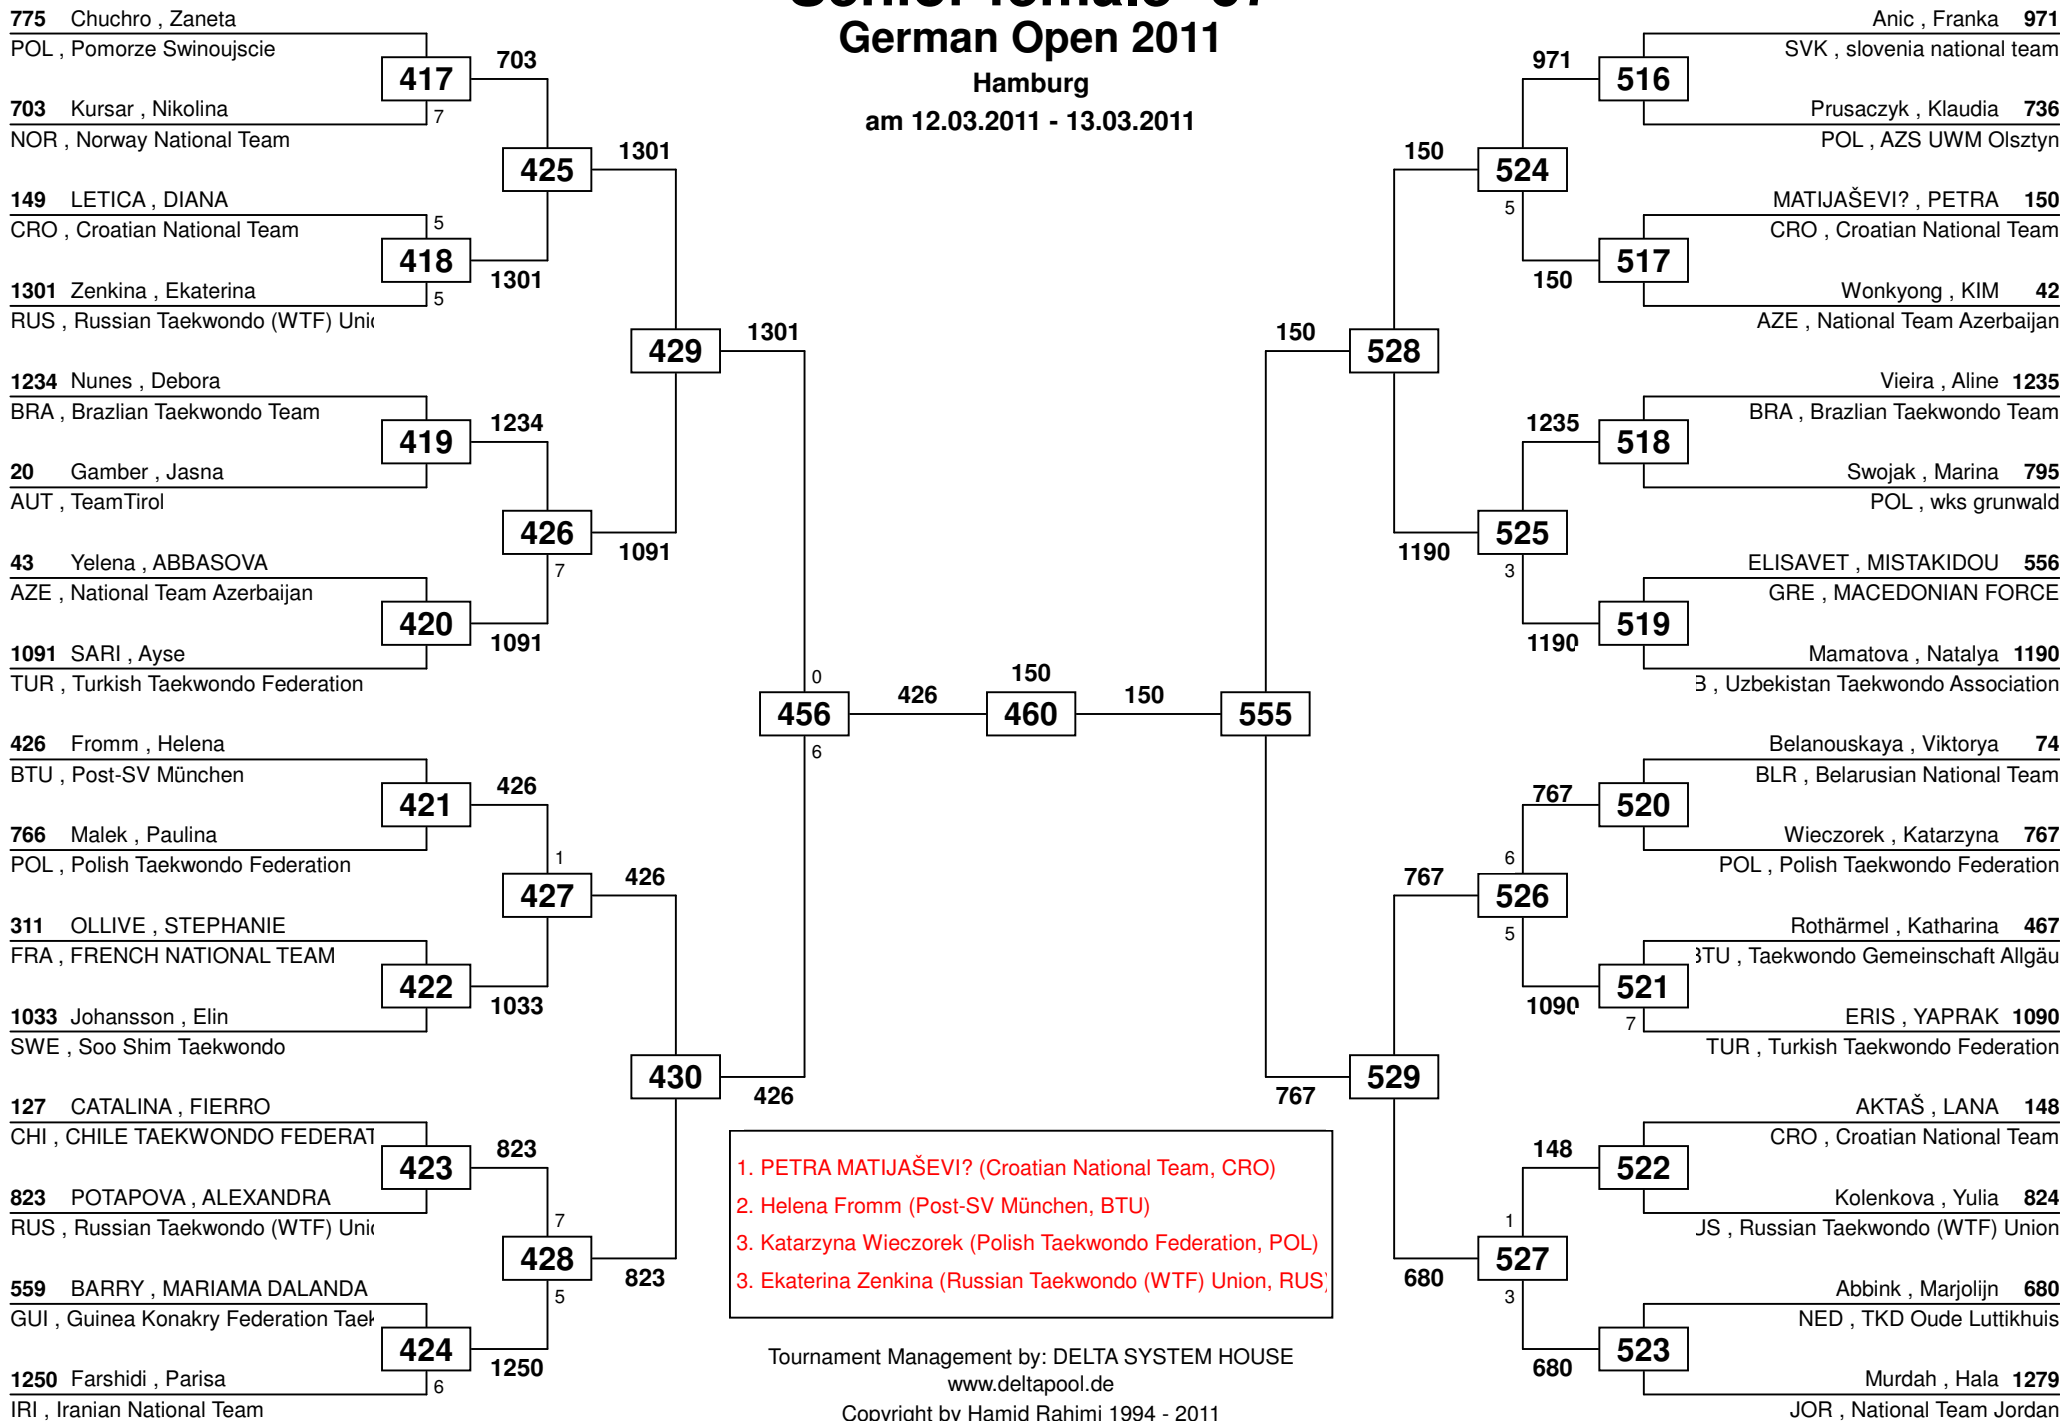 German Open 2011
Hamburg
am 12.03.2011 - 13.03.2011
775 Chuchro , Zaneta
POL , Pomorze Swinoujscie
417
7
703
703 Kursar , Nikolina
NOR , Norway National Team
425
1301
149 LETICA , DIANA
CRO , Croatian National Team
5
418
5
1301
1301 Zenkina , Ekaterina
RUS , Russian Taekwondo (WTF)
429
1301
1234 Nunes , Debora
BRA , Brazlian Taekwondo Team
419
1234
20 Gamber , Jasna
AUT , TeamTirol
426
7
1091
43 Yelena , ABBASOVA
AZE , National Team Azerbaijan
420
1091
1091 SARI , Ayse
TUR , Turkish Taekwondo Federation
0
456
6
426
150
460
150
555
426 Fromm , Helena
BTU , Post-SV München
421
426
766 Malek , Paulina
POL , Polish Taekwondo Federation
1
427
426
311 OLLIVE , STEPHANIE
FRA , FRENCH NATIONAL TEAM
422
1033
1033 Johansson , Elin
SWE , Soo Shim Taekwondo
430
426
127 CATALINA , FIERRO
CHI , CHILE TAEKWONDO
423
823
823 POTAPOVA , ALEXANDRA
RUS , Russian Taekwondo (WTF)
7
428
5
823
559 BARRY , MARIAMA DALANDA
GUI , Guinea Konakry Federation
424
6
1250
1250 Farshidi , Parisa
IRI , Iranian National Team
Anic , Franka 971
SVK , slovenia national team
971
516
Prusaczyk , Klaudia 736
POL , AZS UWM Olsztyn
150
524
5
MATIJAŠEVI? , PETRA 150
CRO , Croatian National Team
150
517
Wonkyong , KIM 42
AZE , National Team Azerbaijan
150
528
Vieira , Aline 1235
BRA , Brazlian Taekwondo Team
1235
518
Swojak , Marina 795
POL , wks grunwald
1190
525
3
ELISAVET , MISTAKIDOU 556
GRE , MACEDONIAN FORCE
1190
519
Mamatova , Natalya 1190
, Uzbekistan Taekwondo Association
Belanouskaya , Viktorya 74
BLR , Belarusian National Team
767
520
Wieczorek , Katarzyna 767
POL , Polish Taekwondo Federation
767
6
526
5
Rothärmel , Katharina 467
, Taekwondo Gemeinschaft Allgäu
1090
521
7
ERIS , YAPRAK 1090
TUR , Turkish Taekwondo Federation
767
529
AKTAŠ , LANA 148
CRO , Croatian National Team
148
522
Kolenkova , Yulia 824
, Russian Taekwondo (WTF) Union
680
1
527
3
Abbink , Marjolijn 680
NED , TKD Oude Luttikhuis
680
523
Murdah , Hala 1279
JOR , National Team Jordan
1. PETRA MATIJAŠEVI? (Croatian National Team, CRO)
2. Helena Fromm (Post-SV München, BTU)
3. Katarzyna Wieczorek (Polish Taekwondo Federation, POL)
3. Ekaterina Zenkina (Russian Taekwondo (WTF) Union, RUS)
Tournament Management by: DELTA SYSTEM HOUSE
www.deltapool.de
Copyright by Hamid Rahimi 1994 - 2011